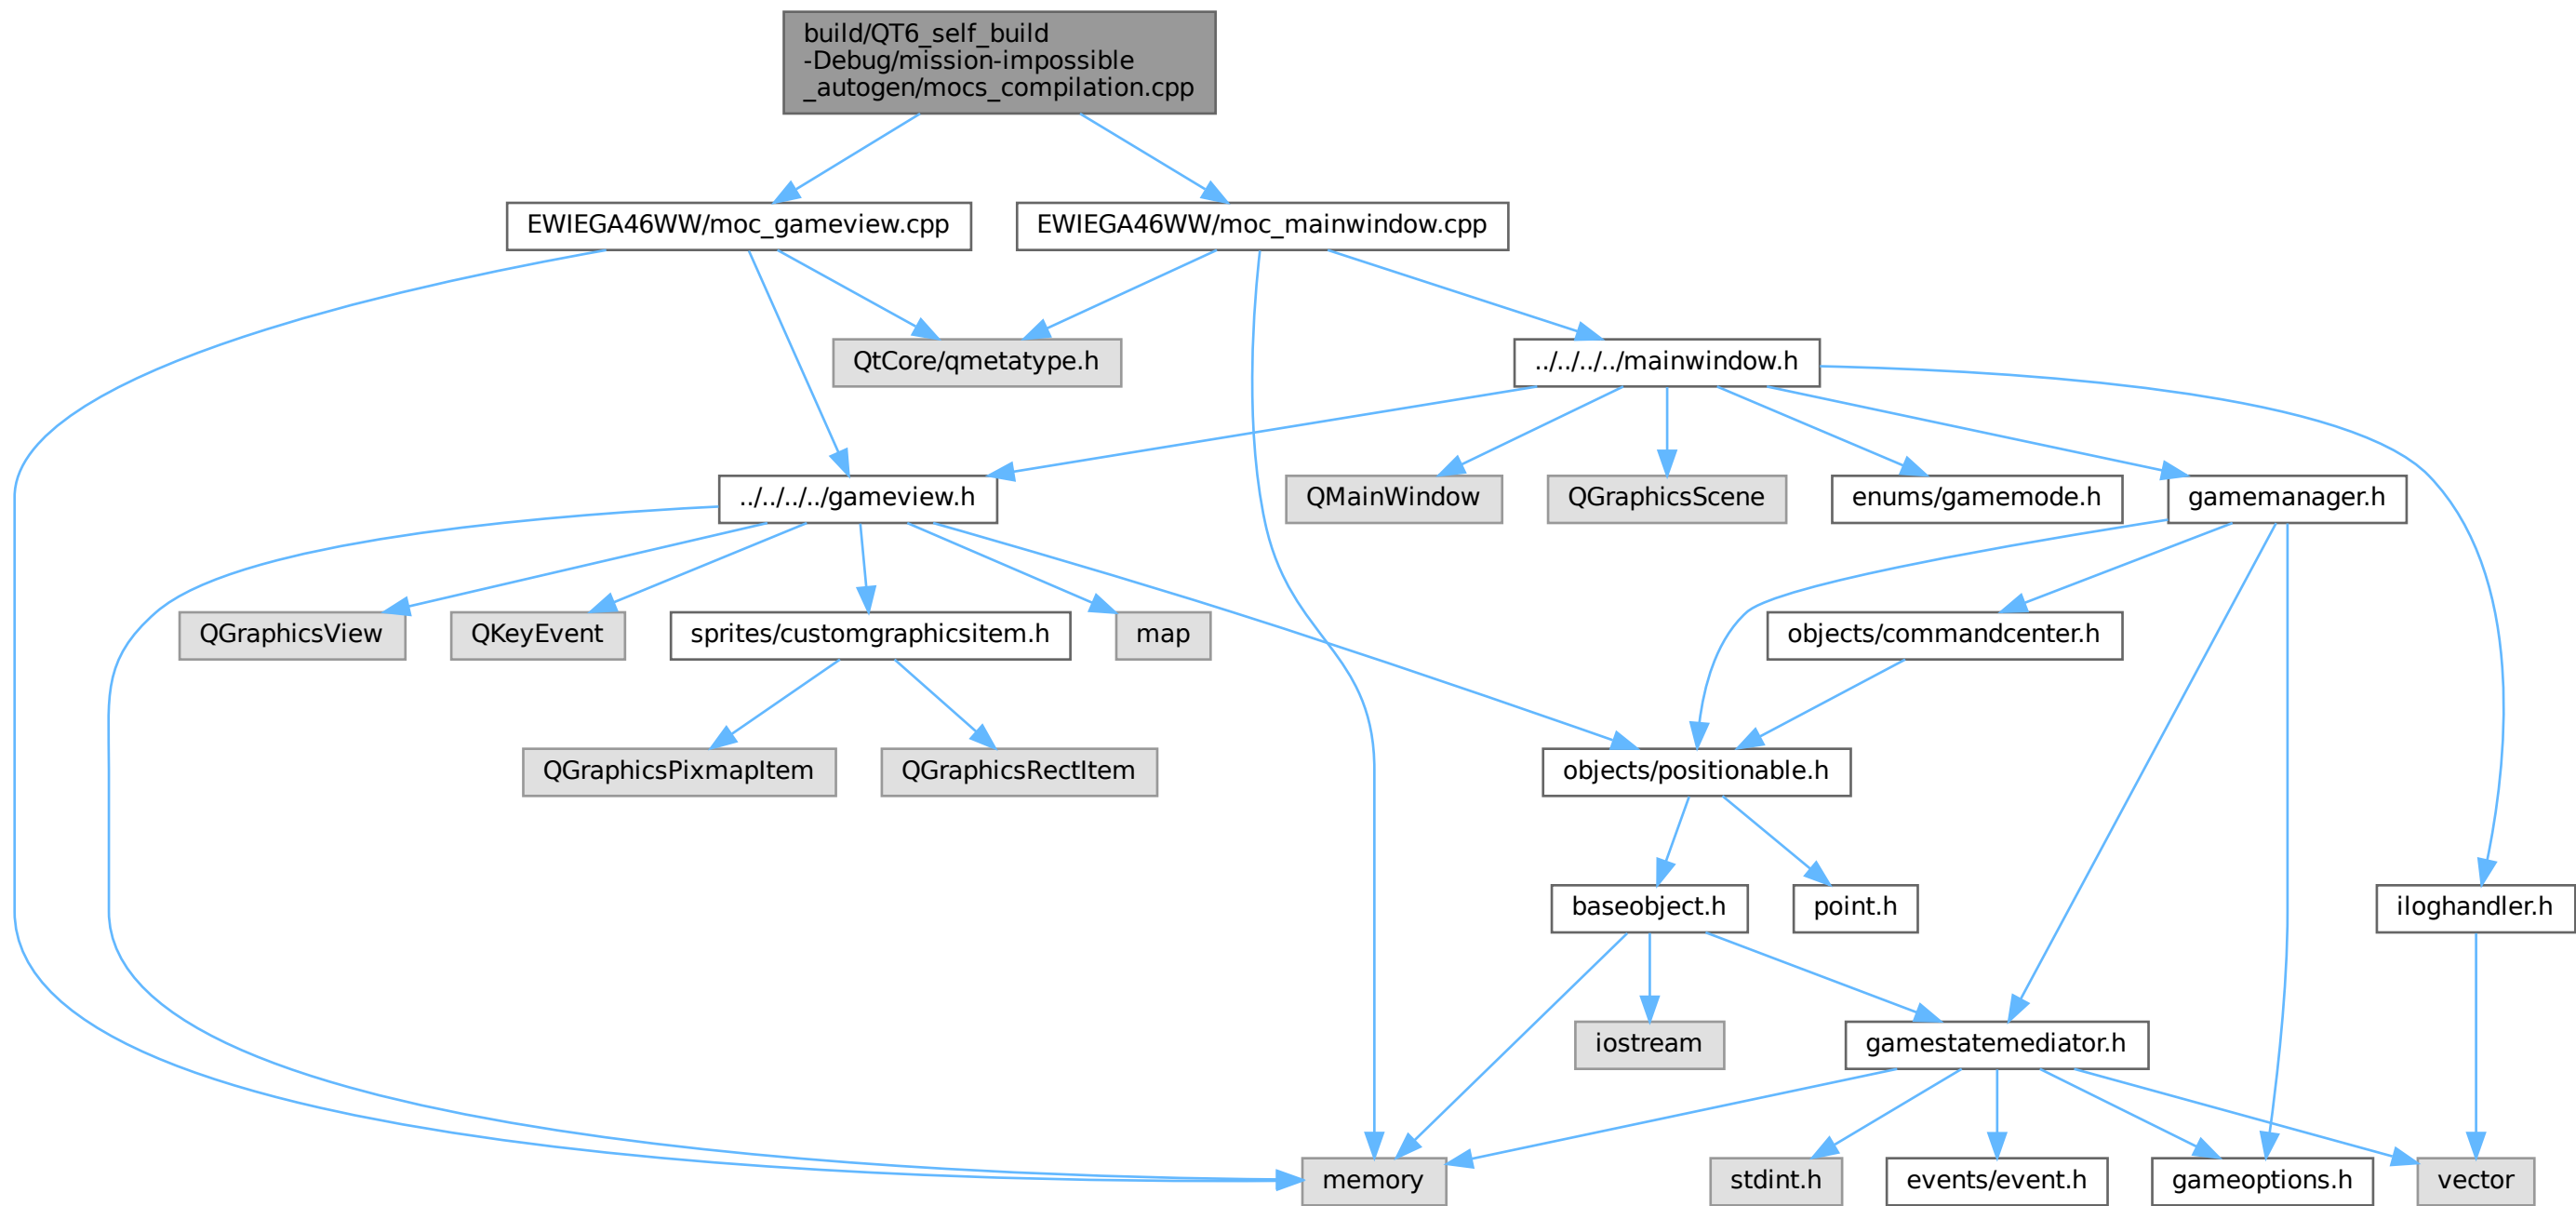 build/QT6_self_build
-Debug/mission-impossible
_autogen/mocs_compilation.cpp
EWIEGA46WW/moc_gameview.cpp
EWIEGA46WW/moc_mainwindow.cpp
QtCore/qmetatype.h
../../../../mainwindow.h
../../../../gameview.h
QMainWindow
QGraphicsScene
enums/gamemode.h
gamemanager.h
QGraphicsView
QKeyEvent
sprites/customgraphicsitem.h
map
objects/commandcenter.h
QGraphicsPixmapItem
QGraphicsRectItem
objects/positionable.h
baseobject.h
point.h
iloghandler.h
iostream
gamestatemediator.h
memory
stdint.h
events/event.h
gameoptions.h
vector